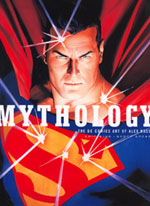 MYTHOLOGY
THE DC COMICS ART OF ALEX ROSS